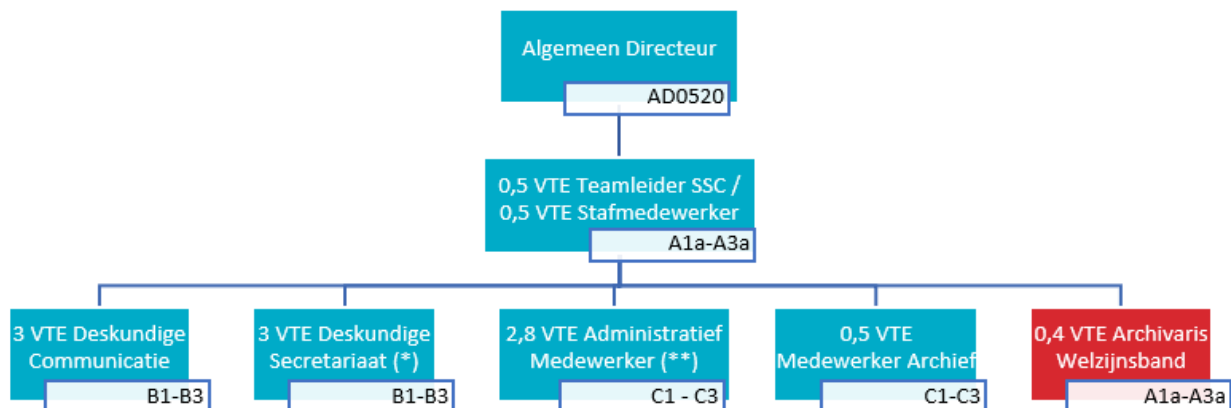 Algemeen Directeur
AD0520
0,5 VTE Teamleider SSC /
0,5 VTE Stafmedewerker
A1a-A3a
3 VTE Deskundige
Communicatie
B1-B3
3 VTE Deskundige
Secretariaat (*)
B1-B3
2,8 VTE Administratief
Medewerker (**)
C1 - C3
0,5 VTE
Medewerker Archief
C1-C3
0,4 VTE Archivaris
Welzijnsband
A1a-A3a